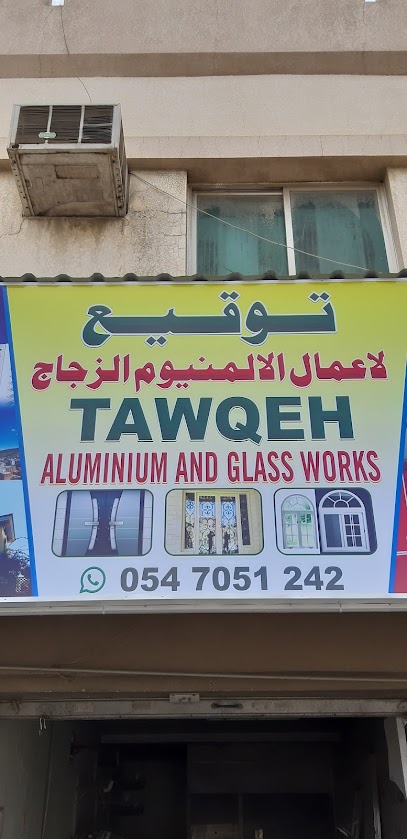 توقيع
لاعمال الالمنيوم الزجاج
TAWQEH
ALUMINIUM AND GLASS WORKS
054 7051 242